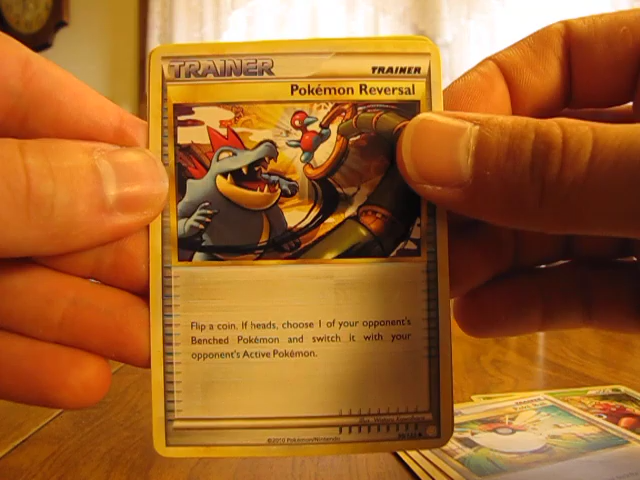 TRAINER
TRAINER
Pokémon Reversal
Flip a coin. If heads, choose 1 of your opponent's
Benched Pokémon and switch it with your
opponent's Active Pokémon.
©2010 Pokémon/Nintendo